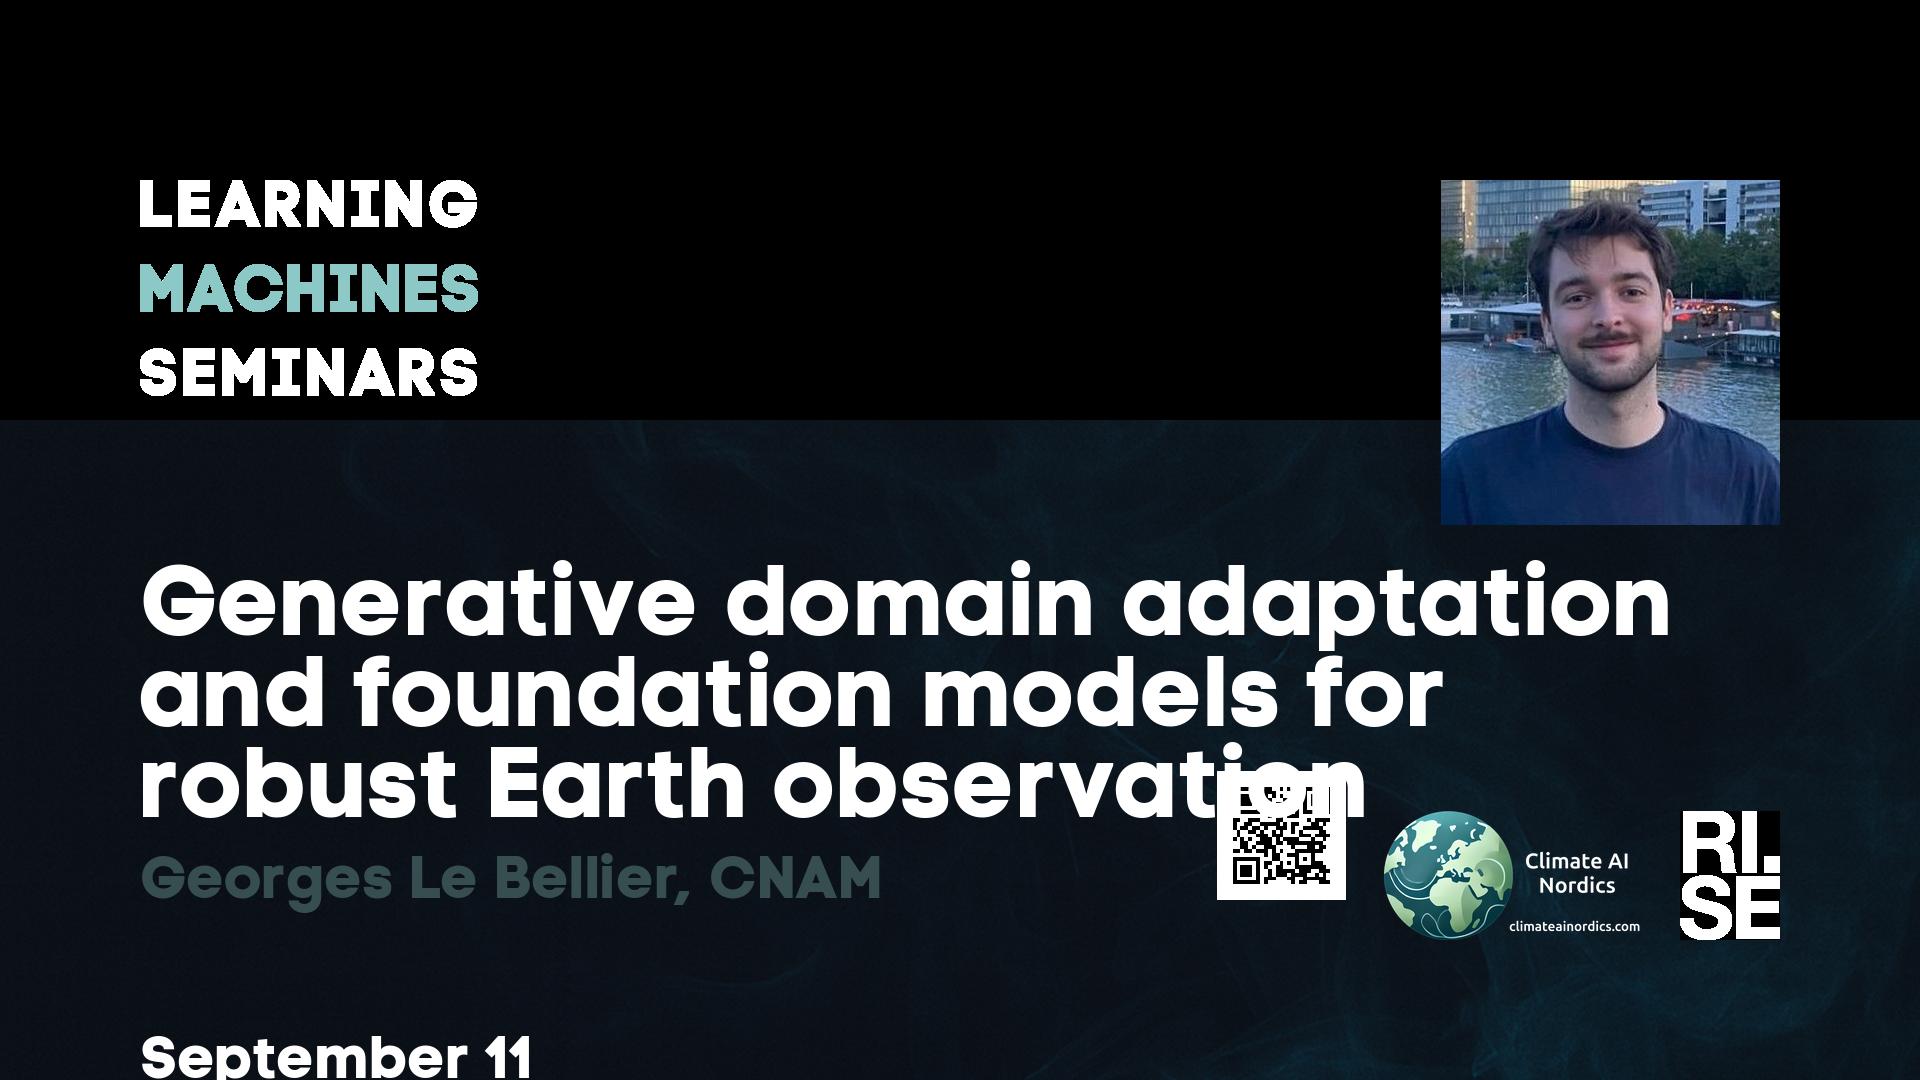 LEARNING
MACHINES
SEMINARS
Generative domain adaptation
and foundation models for
robust Earth observation
Georges Le Bellier, CNAM
Climate AI
Nordics
climateainordics.com
RI.
SE
September 11